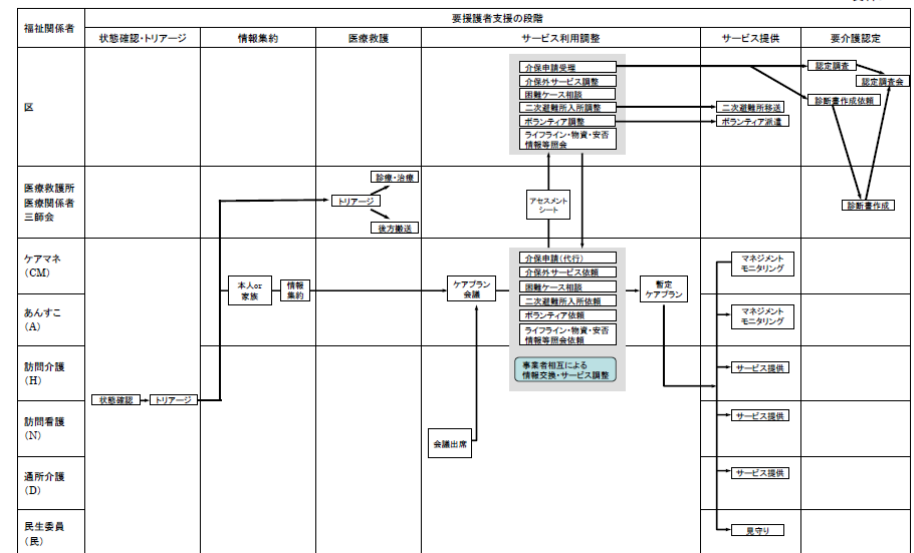 福祉関係者
要援護者支援の段階
状態確認・トリアージ
情報集約
医療救護
サービス利用調整
サービス提供
要介護認定
区
介保申請受理
介保外サービス調整
困難ケース相談
二次避難所入所調整
ボランティア調整
ライフライン・物資・安否
情報等照会
二次避難所移送
ボランティア派遣
認定調査
認定調査会
診断書作成依頼
医療救護所
医療関係者
三師会
診療・治療
トリアージ
後方搬送
アセスメント
シート
診断書作成
ケアマネ
(CM)
本人or
家族
情報
集約
ケアプラン
会議
介保申請(代行)
介保外サービス依頼
困難ケース相談
二次避難所入所依頼
ボランティア依頼
ライフライン・物資・安否
情報等照会依頼
事業者相互による
情報交換・サービス調整
暫定
ケアプラン
マネジメント
モニタリング
あんすこ
(A)
マネジメント
モニタリング
訪問介護
(H)
状態確認
トリアージ
サービス提供
訪問看護
(N)
会議出席
サービス提供
通所介護
(D)
サービス提供
民生委員
(民)
見守り